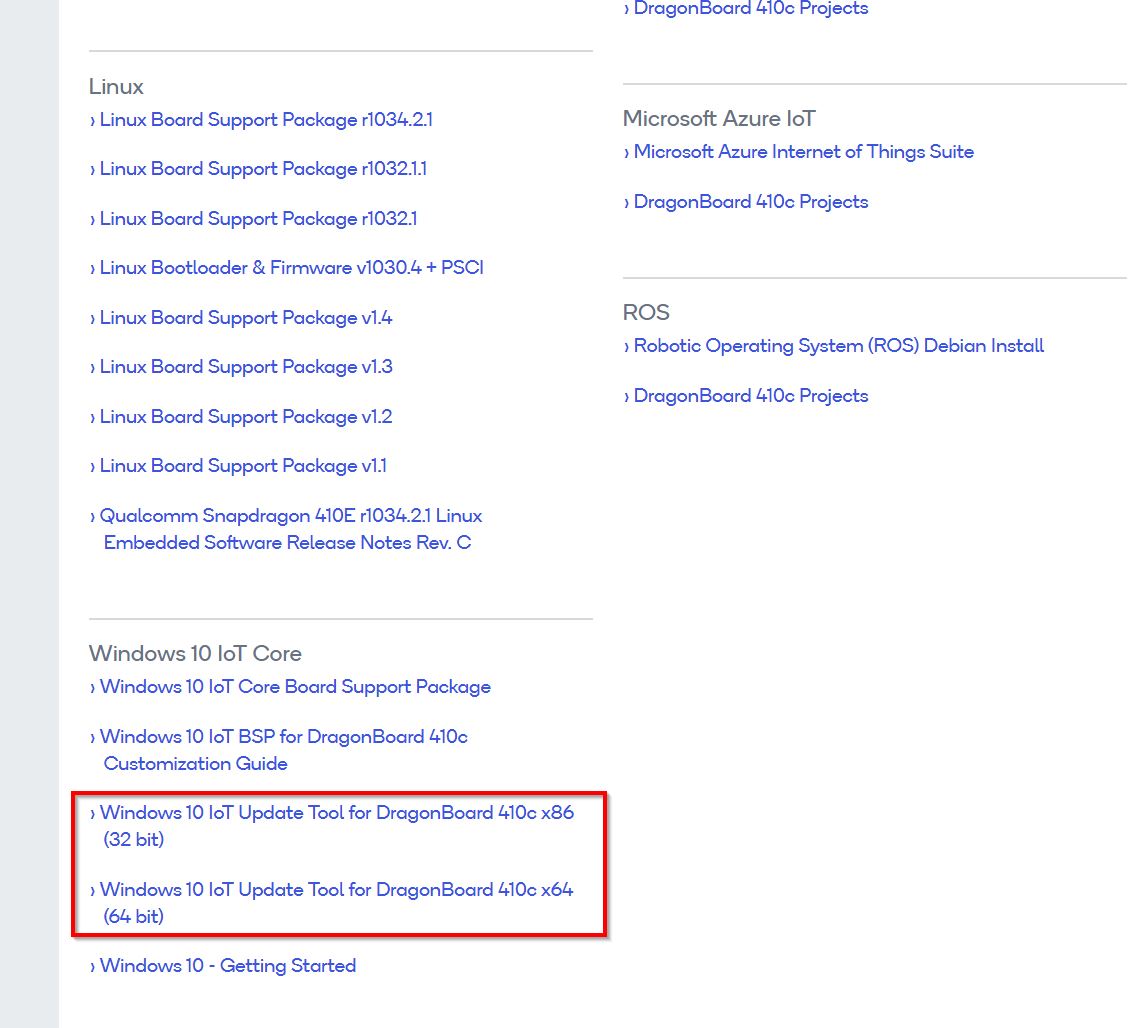 Linux
› Linux Board Support Package r1034.2.1
› Linux Board Support Package r1032.1.1
› Linux Board Support Package r1032.1
› Linux Bootloader & Firmware v1030.4 + PSCI
› Linux Board Support Package v1.4
› Linux Board Support Package v1.3
› Linux Board Support Package v1.2
› Linux Board Support Package v1.1
› Qualcomm Snapdragon 410E r1034.2.1 Linux
Embedded Software Release Notes Rev. C
Windows 10 IoT Core
› Windows 10 IoT Core Board Support Package
› Windows 10 IoT BSP for DragonBoard 410c
Customization Guide
› Windows 10 IoT Update Tool for DragonBoard 410c x86
(32 bit)
› Windows 10 IoT Update Tool for DragonBoard 410c x64
(64 bit)
› Windows 10 - Getting Started
› DragonBoard 410c Projects
Microsoft Azure IoT
› Microsoft Azure Internet of Things Suite
› DragonBoard 410c Projects
ROS
› Robotic Operating System (ROS) Debian Install
› DragonBoard 410c Projects